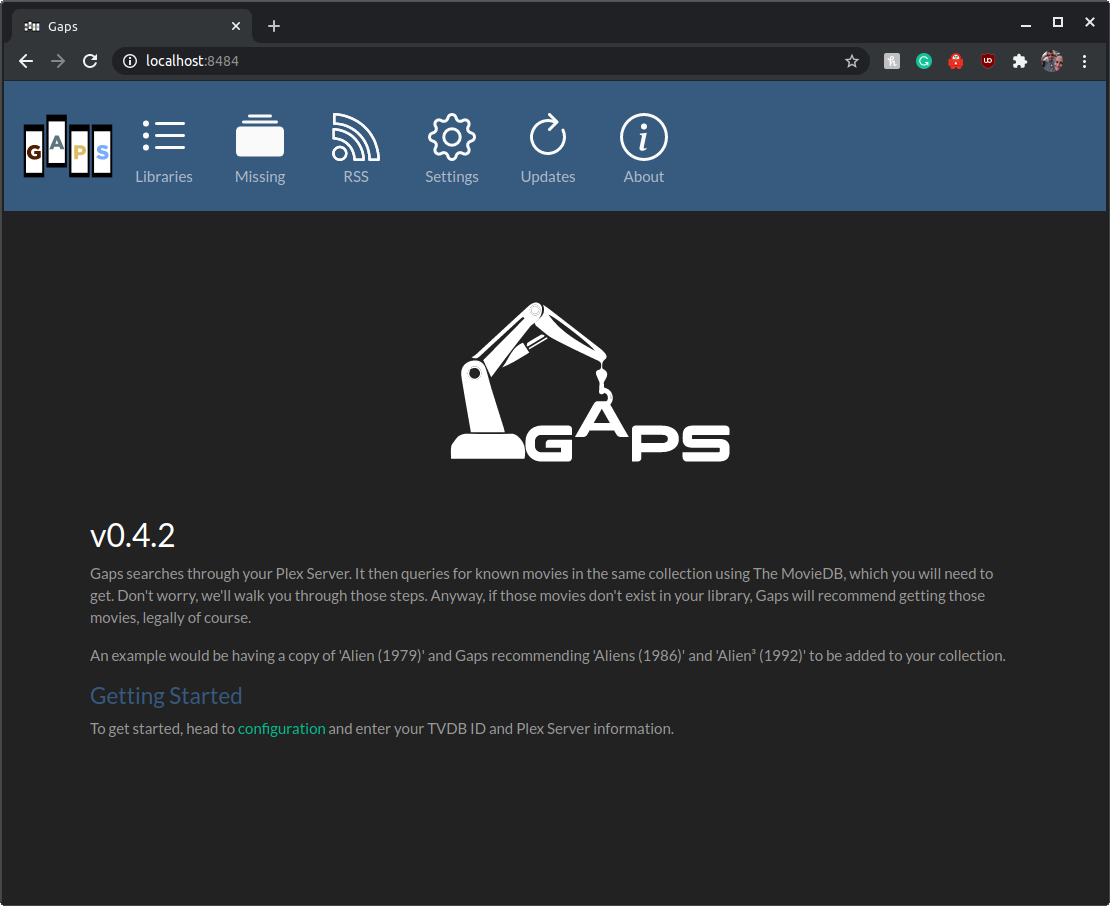 Gaps
localhost:8484
GAPS
Libraries
Missing
RSS
Settings
Updates
About
GAPS
v0.4.2
Gaps searches through your Plex Server. It then queries for known movies in the same collection using The MovieDB, which you will need to
get. Don't worry, we'll walk you through those steps. Anyway, if those movies don't exist in your library, Gaps will recommend getting those
movies, legally of course.
An example would be having a copy of 'Alien (1979)' and Gaps recommending 'Aliens (1986)' and 'Alien³ (1992)' to be added to your collection.
Getting Started
To get started, head to configuration and enter your TVDB ID and Plex Server information.